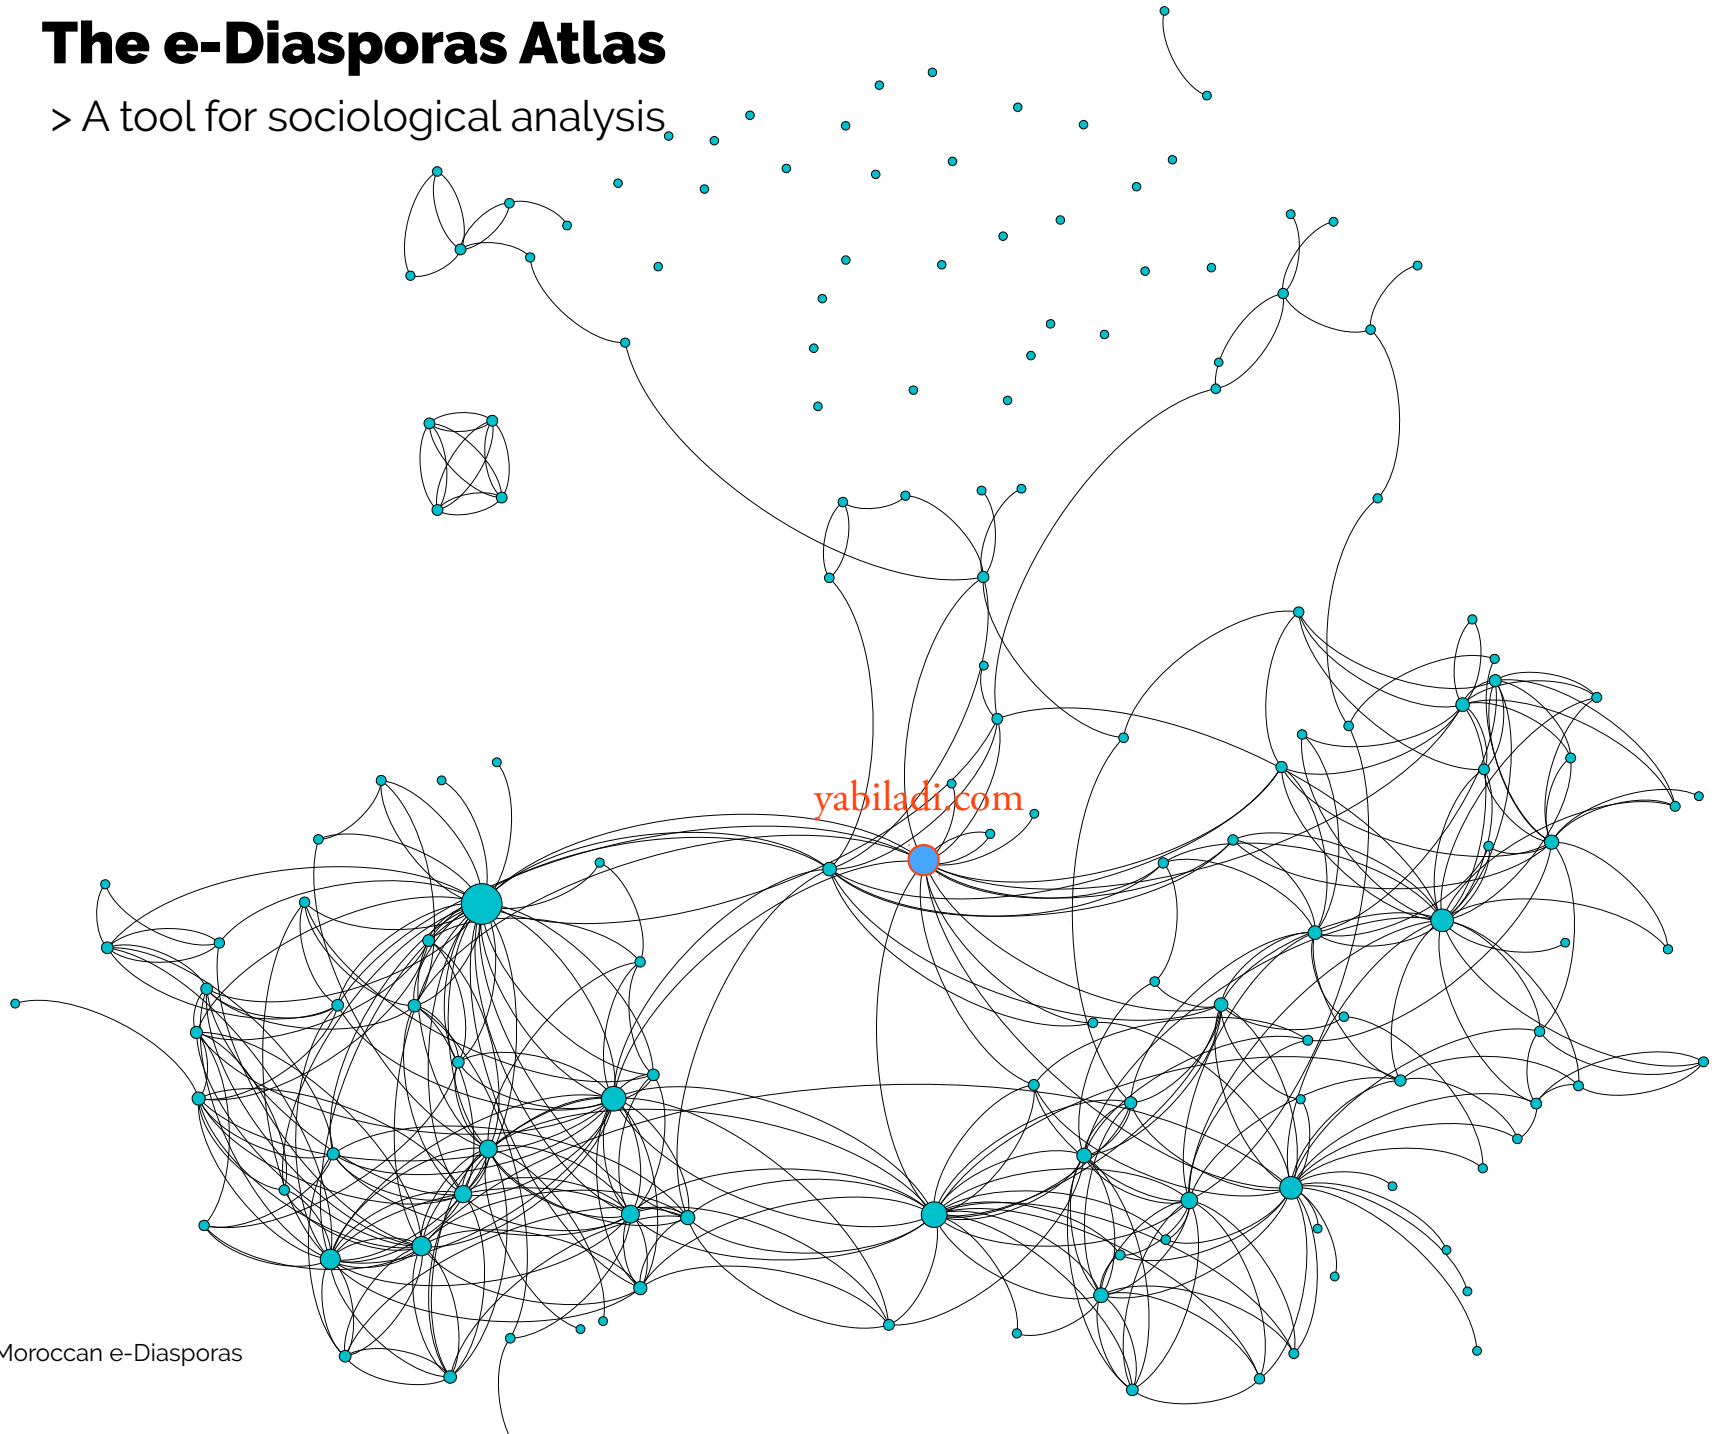 The e-Diasporas Atlas
> A tool for sociological analysis
yabiladi.com
Moroccan e-Diasporas